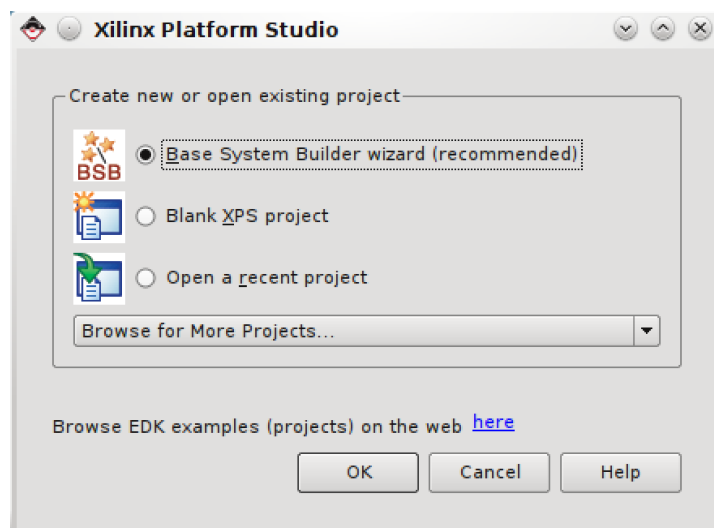 Xilinx Platform Studio
Create new or open existing project
BSB
Base System Builder wizard (recommended)
Blank XPS project
Open a recent project
Browse for More Projects...
Browse EDK examples (projects) on the web here
OK Cancel Help